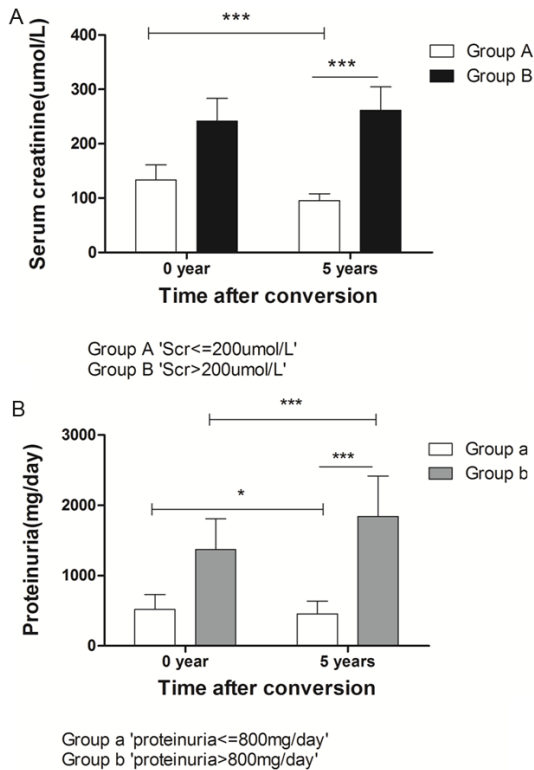 A
***
Group A
Group B
***
400
300
200
100
0
Serum creatinine(umol/L)
0 year
5 years
Time after conversion
Group A 'Scr<=200umol/L'
Group B 'Scr>200umol/L'
B
***
Group a
Group b
***
*
3000
2000
1000
0
Proteinuria(mg/day)
0 year
5 years
Time after conversion
Group a 'proteinuria<=800mg/day'
Group b 'proteinuria>800mg/day'